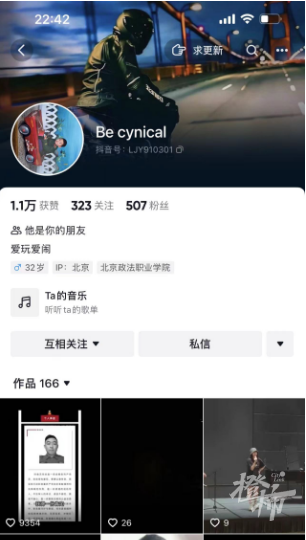 22:42
求更新
Be cynical
抖音号：LJY910301
1.1万 获赞 323 关注 507 粉丝
他是你的朋友
爱玩爱闹
♂ 32岁 IP：北京 北京政法职业学院
Ta的音乐
听听 ta 的歌单
互相关注 私信
作品 166
9354 26 9
橙柿